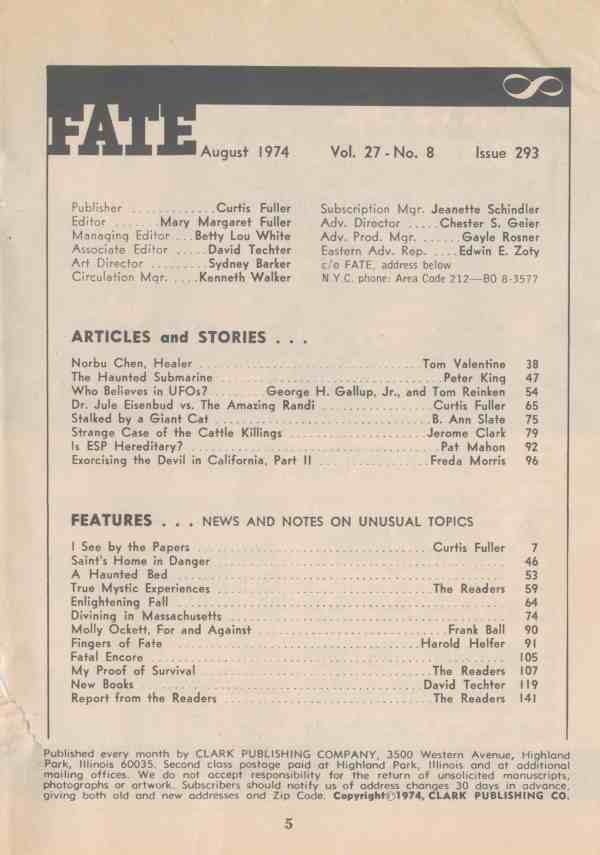 FATE
August 1974 Vol. 27 - No. 8 Issue 293
Publisher .............Curtis Fuller
Editor .......Mary Margaret Fuller
Managing Editor ...Betty Lou White
Associate Editor .....David Techter
Art Director .........Sydney Barker
Circulation Mgr. .....Kenneth Walker
Subscription Mgr. Jeanette Schindler
Adv. Director .....Chester S. Geier
Adv. Prod. Mgr. ......Gayle Rosner
Eastern Adv. Rep. ....Edwin E. Zoty
c/o FATE, address below
N.Y.C. phone: Area Code 212—BO 8-3577
ARTICLES and STORIES . . .
Norbu Chen, Healer ..... Tom Valentine 38
The Haunted Submarine ..... Peter King 47
Who Believes in UFOs? ..... George H. Gallup, Jr., and Tom Reinken 54
Dr. Jule Eisenbud vs. The Amazing Randi ..... Curtis Fuller 65
Stalked by a Giant Cat ..... B. Ann Slate 75
Strange Case of the Cattle Killings ..... Jerome Clark 79
Is ESP Hereditary? ..... Pat Mahon 92
Exorcising the Devil in California, Part II ..... Freda Morris 96
FEATURES . . . NEWS AND NOTES ON UNUSUAL TOPICS
I See by the Papers ..... Curtis Fuller 7
Saint's Home in Danger ..... 46
A Haunted Bed ..... 53
True Mystic Experiences ..... The Readers 59
Enlightening Fall ..... 64
Divining in Massachusetts ..... 74
Molly Ockett, For and Against ..... Frank Ball 90
Fingers of Fate ..... Harold Helfer 91
Fatal Encore ..... 105
My Proof of Survival ..... The Readers 107
New Books ..... David Techter 119
Report from the Readers ..... The Readers 141
Published every month by CLARK PUBLISHING COMPANY, 3500 Western Avenue, Highland
Park, Illinois 60035. Second class postage paid at Highland Park, Illinois and at additional
mailing offices. We do not accept responsibility for the return of unsolicited manuscripts,
photographs or artwork. Subscribers should notify us of address changes 30 days in advance,
giving both old and new addresses and Zip Code. Copyright©1974, CLARK PUBLISHING CO.
5